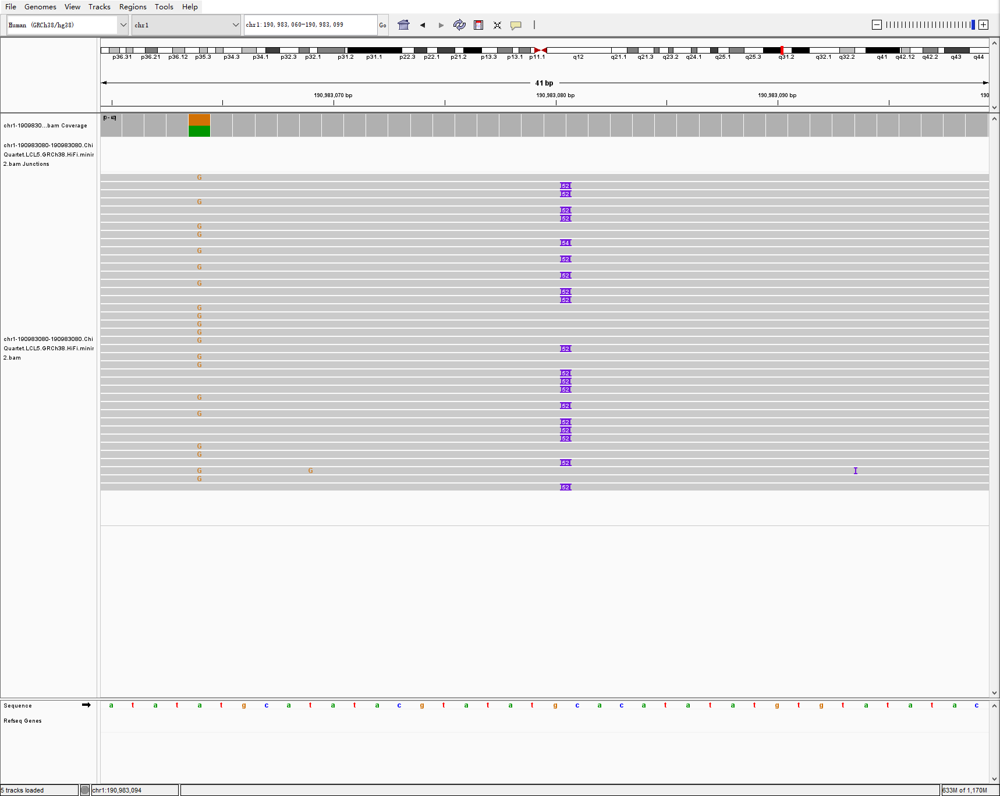 File Genomes View Tracks Regions Tools Help
Human (GRCh38/hg38) chr1 chr1:190,983,060-190,983,099 Go
p36.31 p36.21 p36.12 p35.3 p34.3 p34.1 p32.3 p32.1 p31.2 p31.1 p22.3 p22.1 p21.2 p13.3 p13.1 p11.1 q12 q21.1 q21.3 q23.2 q24.1 q25.1 q25.3 q31.2 q32.1 q32.2 q41 q42.12 q42.2 q43 q44
41 bp
190,983,070 bp 190,983,080 bp 190,983,090 bp 190
[0 - 40]
chr1-1909830...bam Coverage
chr1-190983080-190983080.Chi
Quartet.LCL5.GRCh38.HiFi.minir
2.bam Junctions
G
52
52
G
52
52
G
G
54
G
52
G
52
G
52
52
G
G
G
G
G
52
G
G
52
52
52
G
52
G
52
52
52
G
G
52
G G I
G
52
chr1-190983080-190983080.Chi
Quartet.LCL5.GRCh38.HiFi.minir
2.bam
Sequence a t a t a t g c a t a t a c g t a t a t g c a c a t a t a t g t g t a t a t a c
Refseq Genes
5 tracks loaded chr1:190,983,094 633M of 1,170M